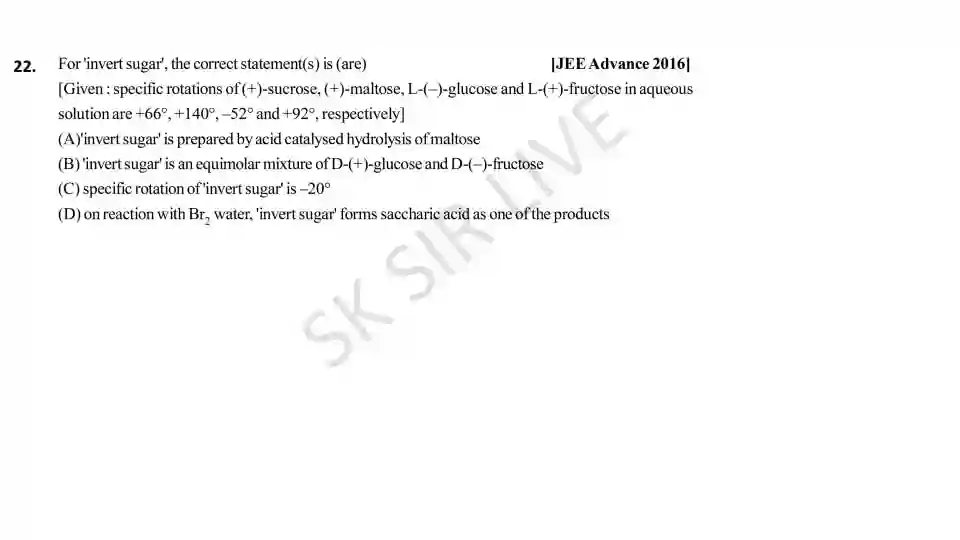 22. For 'invert sugar', the correct statement(s) is (are) [JEE Advance 2016]
[Given : specific rotations of (+)-sucrose, (+)-maltose, L-(–)-glucose and L-(+)-fructose in aqueous
solution are +66°, +140°, –52° and +92°, respectively]
(A)'invert sugar' is prepared by acid catalysed hydrolysis of maltose
(B) 'invert sugar' is an equimolar mixture of D-(+)-glucose and D-(–)-fructose
(C) specific rotation of 'invert sugar' is –20°
(D) on reaction with Br₂ water, 'invert sugar' forms saccharic acid as one of the products
SK SIR LIVE